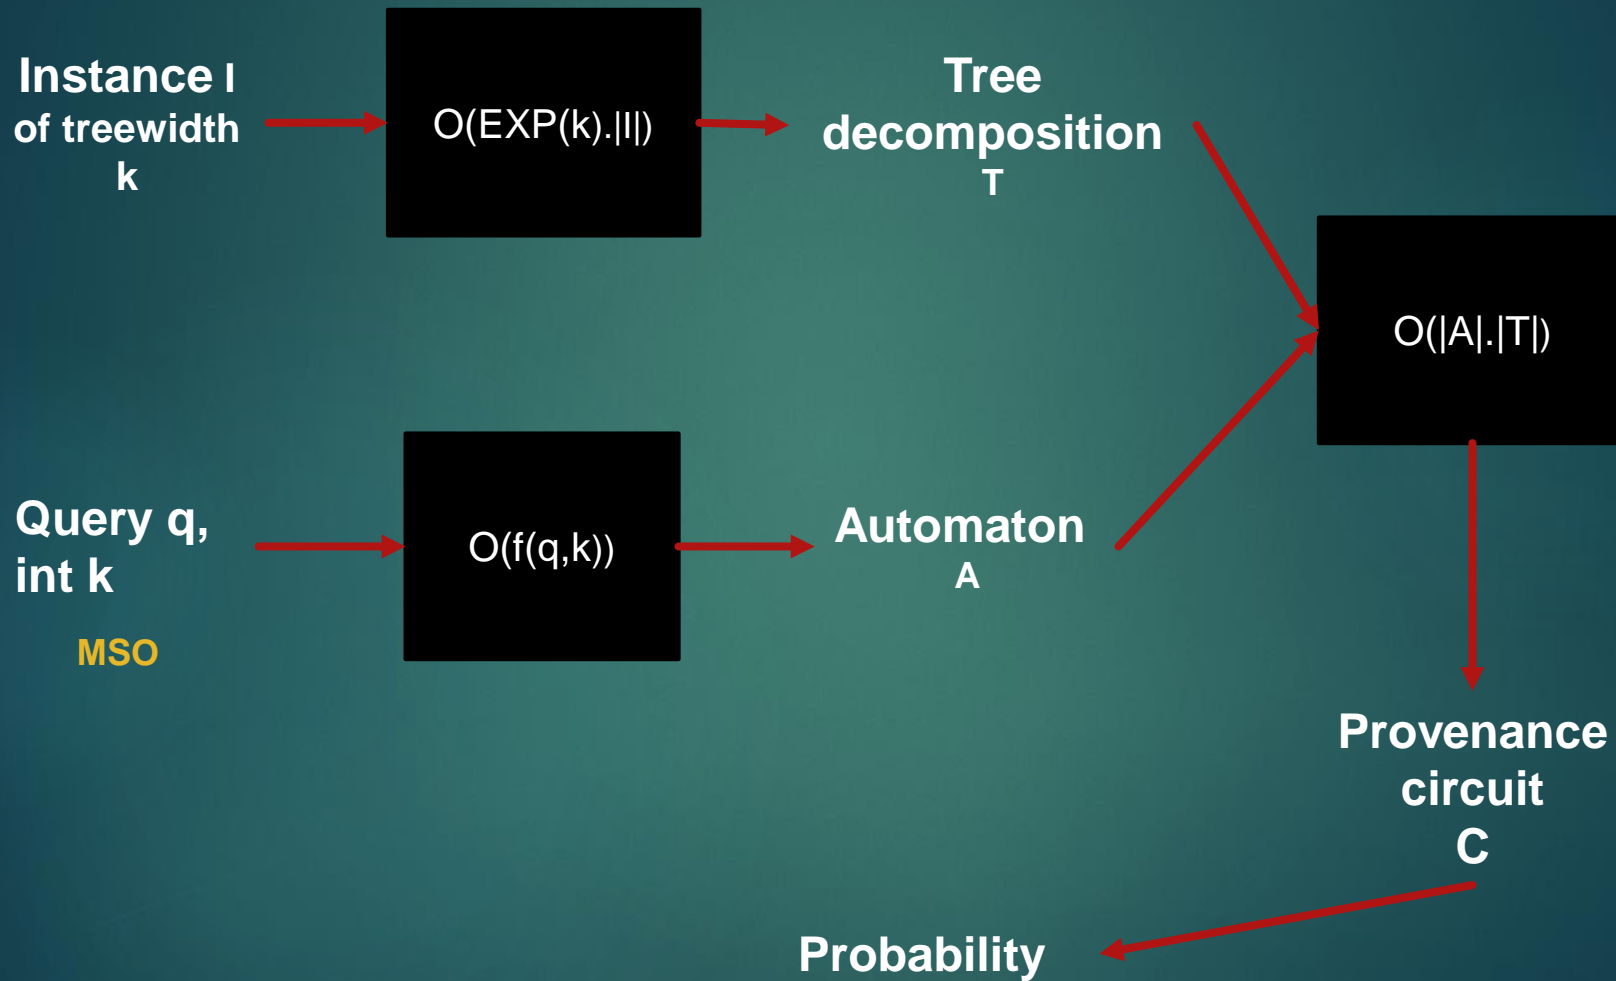 Instance I
of treewidth
k
O(EXP(k).|I|)
Tree
decomposition
T
O(|A|.|T|)
Query q,
int k
MSO
O(f(q,k))
Automaton
A
Provenance
circuit
C
Probability